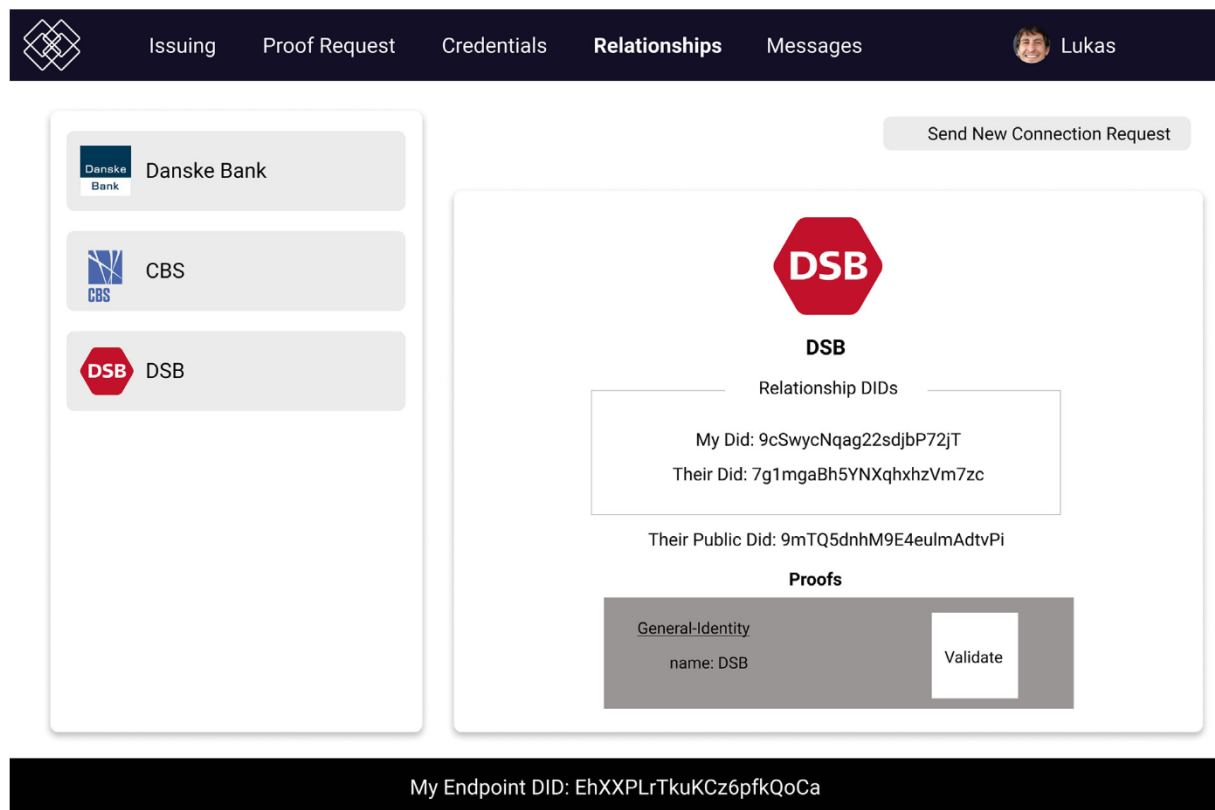 Issuing Proof Request Credentials Relationships Messages Lukas
Danske Bank
Danske Bank
CBS
CBS
DSB
DSB
Send New Connection Request
DSB
DSB
Relationship DIDs
My Did: 9cSwycNqag22sdjbP72jT
Their Did: 7g1mgaBh5YNXqhxhzVm7zc
Their Public Did: 9mTQ5dnhM9E4eulmAdtvPi
Proofs
General-Identity
name: DSB
Validate
My Endpoint DID: EhXXPLrTkuKCz6pfkQoCa